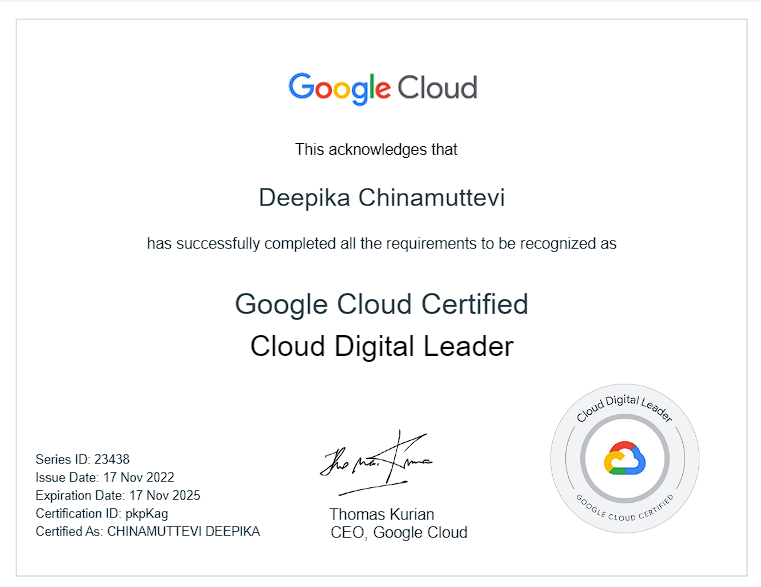 Google Cloud
This acknowledges that
Deepika Chinamuttevi
has successfully completed all the requirements to be recognized as
Google Cloud Certified
Cloud Digital Leader
Series ID: 23438
Issue Date: 17 Nov 2022
Expiration Date: 17 Nov 2025
Certification ID: pkpKag
Certified As: CHINAMUTTEVI DEEPIKA
Thomas Kurian
Thomas Kurian
CEO, Google Cloud
Cloud Digital Leader
GOOGLE CLOUD CERTIFIED